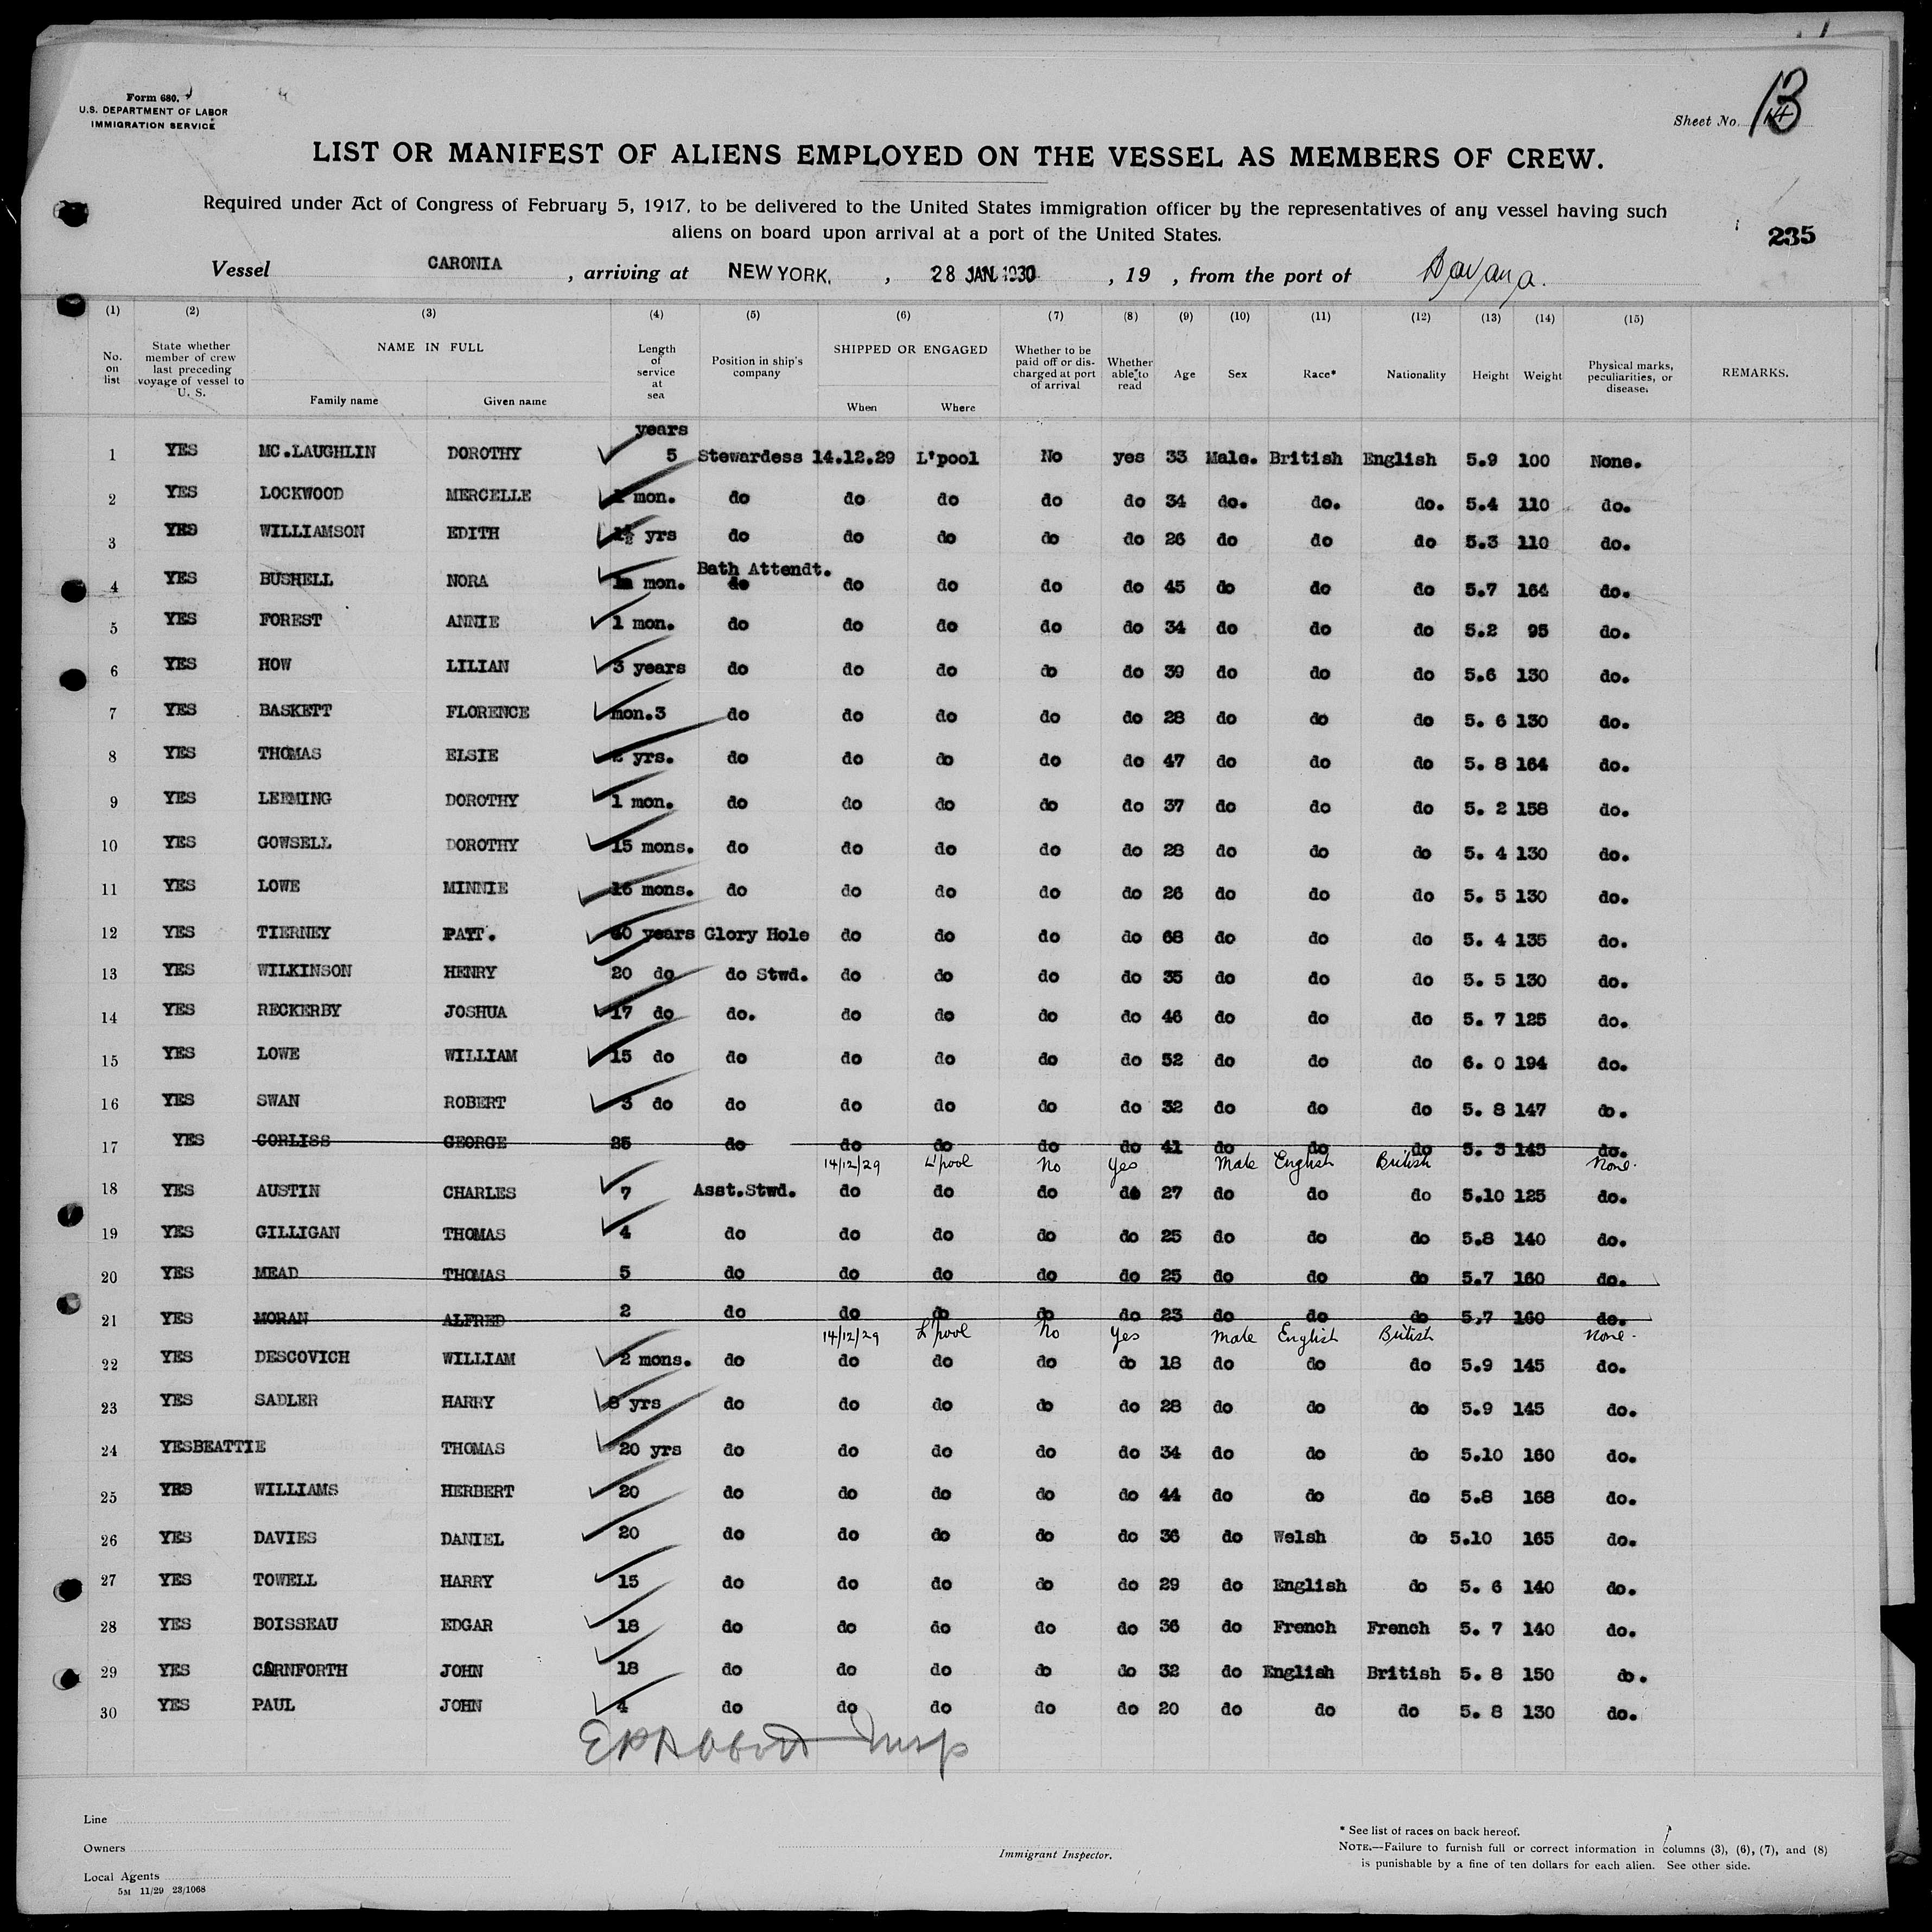 Form 680.
U.S. DEPARTMENT OF LABOR
IMMIGRATION SERVICE
Sheet No. 13
LIST OR MANIFEST OF ALIENS EMPLOYED ON THE VESSEL AS MEMBERS OF CREW.
Required under Act of Congress of February 5, 1917, to be delivered to the United States immigration officer by the representatives of any vessel having such
aliens on board upon arrival at a port of the United States.
235
Vessel CARONIA, arriving at NEW YORK, 28 JAN 1930, 19 , from the port of Havana.
(1) (2) (3) (4) (5) (6) (7) (8) (9) (10) (11) (12) (13) (14) (15)
No. on list State whether member of crew last preceding voyage of vessel to U. S. NAME IN FULL Family name Given name Length of service at sea Position in ship's company SHIPPED OR ENGAGED When Where Whether to be paid off or discharged at port of arrival Whether able to read Age Sex Race* Nationality Height Weight Physical marks, peculiarities, or disease. REMARKS.
years
1 YES MC.LAUGHLIN DOROTHY 5 Stewardess 14.12.29 L'pool No yes 33 Male. British English 5.9 100 None.
2 YES LOCKWOOD MERCELLE mon. do do do do do 34 do. do. do. 5.4 110 do.
3 YES WILLIAMSON EDITH 1½ yrs do do do do do 26 do do do 5.3 110 do.
Bath Attendt.
4 YES BUSHELL NORA mon. do do do do do 45 do do do 5.7 164 do.
5 YES FOREST ANNIE 1 mon. do do do do do 34 do do do 5.2 95 do.
6 YES HOW LILIAN 3 years do do do do do 39 do do do 5.6 130 do.
7 YES BASKETT FLORENCE mon.3 do do do do do 28 do do do 5. 6 130 do.
8 YES THOMAS ELSIE yrs. do do do do do 47 do do do 5. 8 164 do.
9 YES LEEMING DOROTHY 1 mon. do do do do do 37 do do do 5. 2 158 do.
10 YES GOWSELL DOROTHY 15 mons. do do do do do 28 do do do 5. 4 130 do.
11 YES LOWE MINNIE 16 mons. do do do do do 26 do do do 5. 5 130 do.
12 YES TIERNEY PATT. 40 years Glory Hole do do do do 68 do do do 5. 4 135 do.
13 YES WILKINSON HENRY 20 do do Stwd. do do do do 35 do do do 5. 5 130 do.
14 YES RECKERBY JOSHUA 17 do do. do do do do 46 do do do 5. 7 125 do.
15 YES LOWE WILLIAM 15 do do do do do do 52 do do do 6. 0 194 do.
16 YES SWAN ROBERT 3 do do do do do do 32 do do do 5. 8 147 do.
17 YES CORLISS GEORGE 25 do do do do do 41 do do do 5. 3 145 do.
14/12/29 L'pool No Yes Male English British None.
18 YES AUSTIN CHARLES 7 Asst.Stwd. do do do do 27 do do do 5.10 125 do.
19 YES GILLIGAN THOMAS 4 do do do do do 25 do do do 5.8 140 do.
20 YES MEAD THOMAS 5 do do do do do 25 do do do 5.7 160 do.
21 YES MORAN ALFRED 2 do do do do do 23 do do do 5.7 160 do.
14/12/29 L'pool No Yes Male English British None.
22 YES DESCOVICH WILLIAM 2 mons. do do do do do 18 do do do 5.9 145 do.
23 YES SADLER HARRY 8 yrs do do do do do 28 do do do 5.9 145 do.
24 YESBEATTIE THOMAS 20 yrs do do do do do 34 do do do 5.10 160 do.
25 YES WILLIAMS HERBERT 20 do do do do do 44 do do do 5.8 168 do.
26 YES DAVIES DANIEL 20 do do do do do 36 do Welsh do 5.10 165 do.
27 YES TOWELL HARRY 15 do do do do do 29 do English do 5. 6 140 do.
28 YES BOISSEAU EDGAR 18 do do do do do 36 do French French 5. 7 140 do.
29 YES CARNFORTH JOHN 18 do do do do do 32 do English British 5. 8 150 do.
30 YES PAUL JOHN 4 do do do do do 20 do do do 5. 8 130 do.
Insp
Line
Owners
Local Agents
5M 11/29 23/1068
Immigrant Inspector.
* See list of races on back hereof.
NOTE.—Failure to furnish full or correct information in columns (3), (6), (7), and (8)
is punishable by a fine of ten dollars for each alien. See other side.